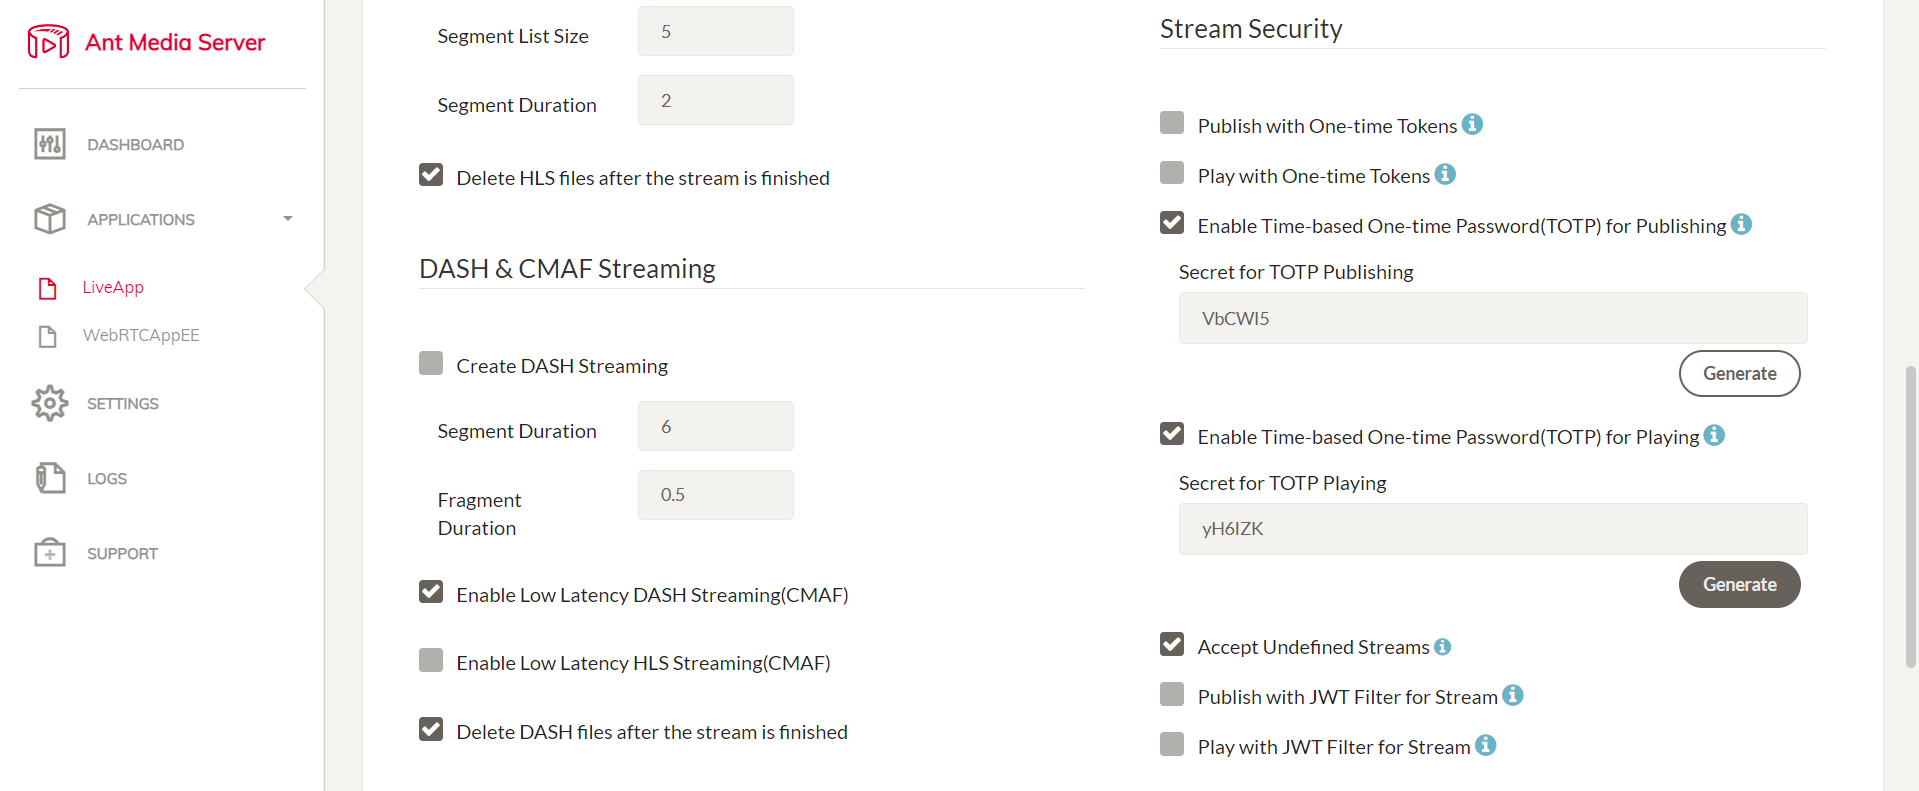 Ant Media Server
DASHBOARD
APPLICATIONS
LiveApp
WebRTCAppEE
SETTINGS
LOGS
SUPPORT
Segment List Size 5
Segment Duration 2
Delete HLS files after the stream is finished
DASH & CMAF Streaming
Create DASH Streaming
Segment Duration 6
Fragment 0.5
Duration
Enable Low Latency DASH Streaming(CMAF)
Enable Low Latency HLS Streaming(CMAF)
Delete DASH files after the stream is finished
Stream Security
Publish with One-time Tokens
Play with One-time Tokens
Enable Time-based One-time Password(TOTP) for Publishing
Secret for TOTP Publishing
VbCWI5
Generate
Enable Time-based One-time Password(TOTP) for Playing
Secret for TOTP Playing
yH6IZK
Generate
Accept Undefined Streams
Publish with JWT Filter for Stream
Play with JWT Filter for Stream